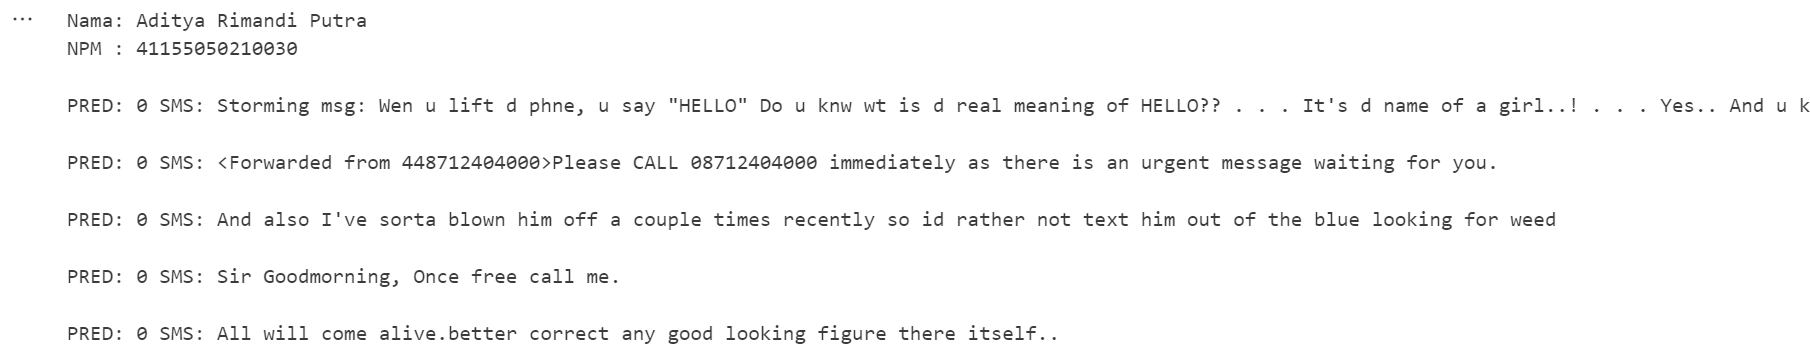 Nama: Aditya Rimandi Putra
NPM : 41155050210030
PRED: 0 SMS: Storming msg: Wen u lift d phne, u say "HELLO" Do u knw wt is d real meaning of HELLO?? . . . It's d name of a girl..! . . . Yes.. And u k
PRED: 0 SMS: <Forwarded from 448712404000>Please CALL 08712404000 immediately as there is an urgent message waiting for you.
PRED: 0 SMS: And also I've sorta blown him off a couple times recently so id rather not text him out of the blue looking for weed
PRED: 0 SMS: Sir Goodmorning, Once free call me.
PRED: 0 SMS: All will come alive.better correct any good looking figure there itself..